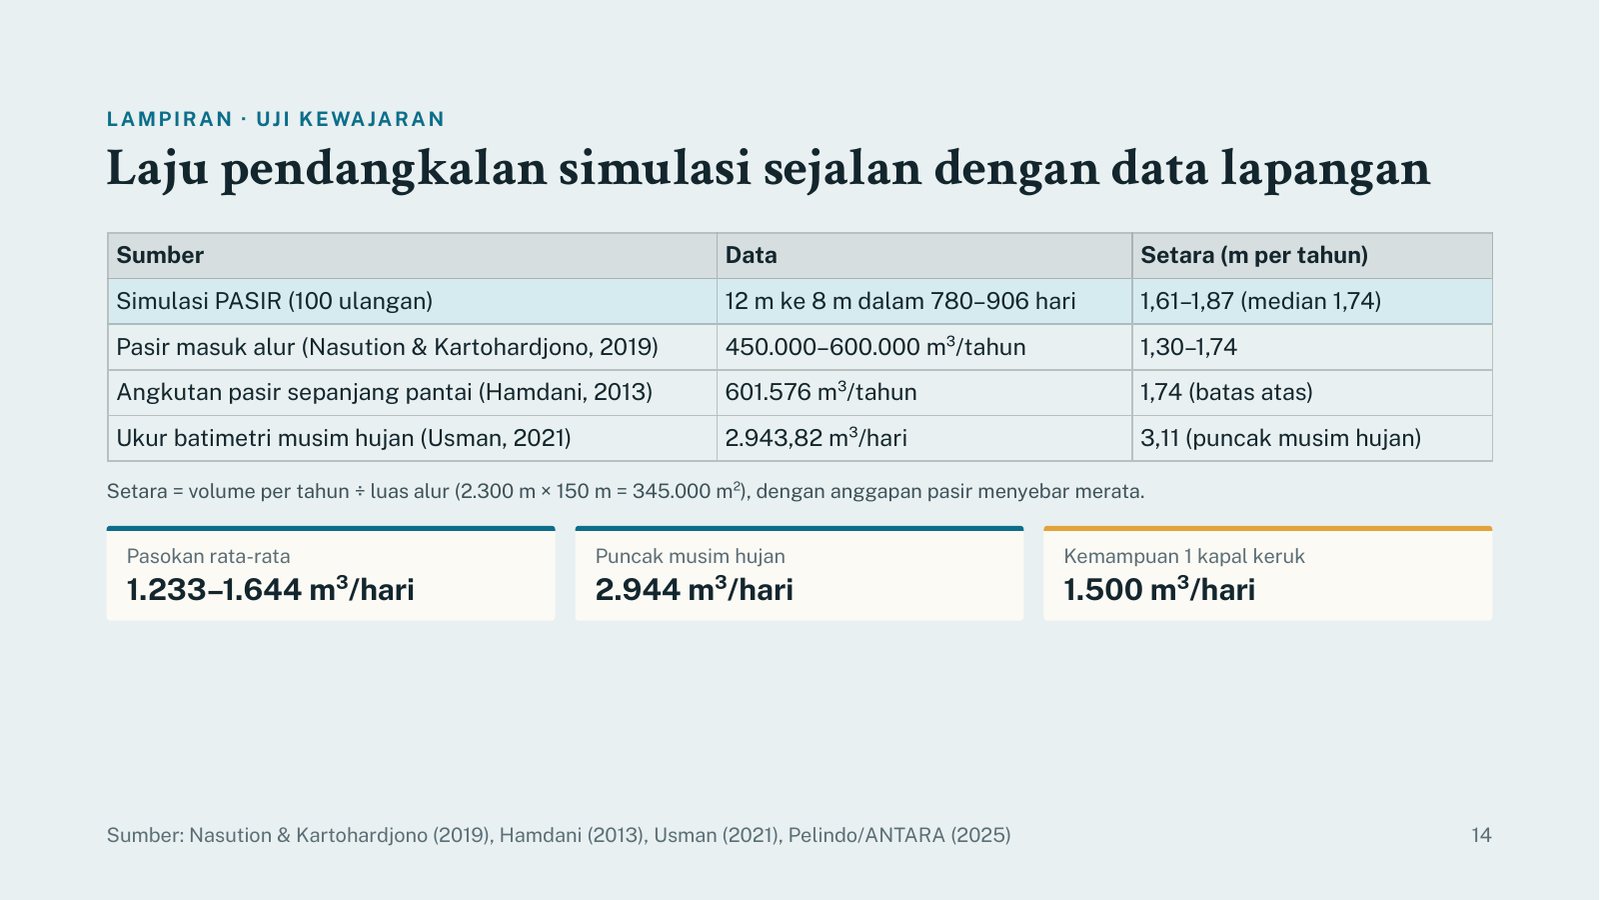 LAMPIRAN · UJI KEWAJARAN
Laju pendangkalan simulasi sejalan dengan data lapangan
Sumber Data Setara (m per tahun)
Simulasi PASIR (100 ulangan) 12 m ke 8 m dalam 780–906 hari 1,61–1,87 (median 1,74)
Pasir masuk alur (Nasution & Kartohardjono, 2019) 450.000–600.000 m³/tahun 1,30–1,74
Angkutan pasir sepanjang pantai (Hamdani, 2013) 601.576 m³/tahun 1,74 (batas atas)
Ukur batimetri musim hujan (Usman, 2021) 2.943,82 m³/hari 3,11 (puncak musim hujan)
Setara = volume per tahun ÷ luas alur (2.300 m × 150 m = 345.000 m²), dengan anggapan pasir menyebar merata.
Pasokan rata-rata
1.233–1.644 m³/hari
Puncak musim hujan
2.944 m³/hari
Kemampuan 1 kapal keruk
1.500 m³/hari
Sumber: Nasution & Kartohardjono (2019), Hamdani (2013), Usman (2021), Pelindo/ANTARA (2025)
14